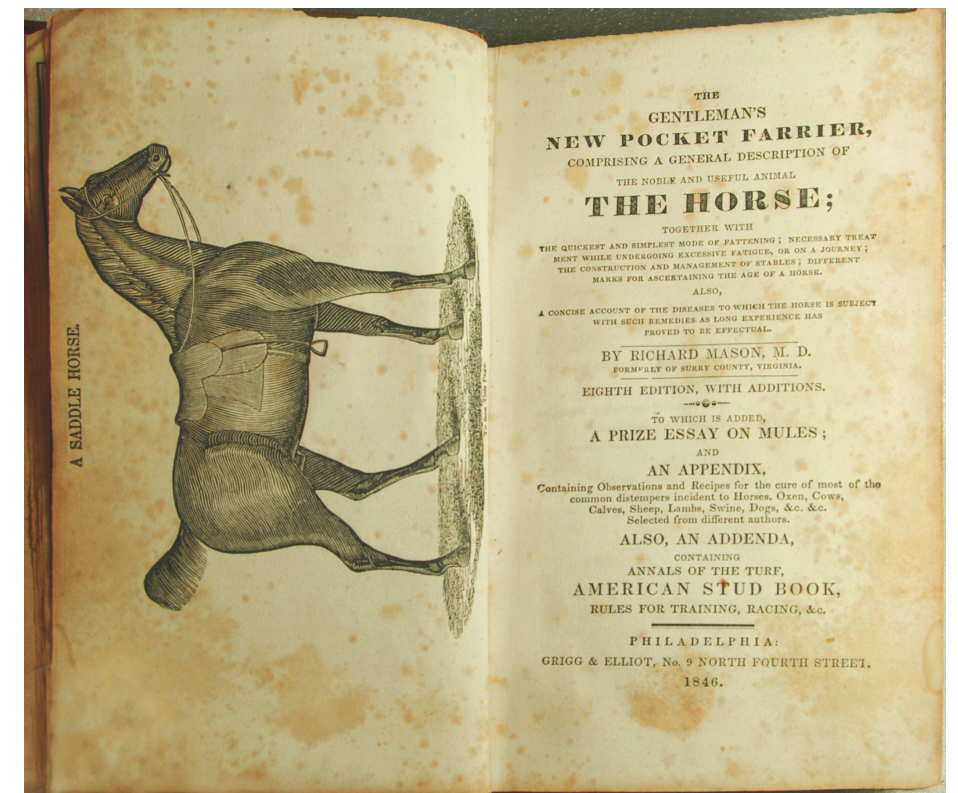 A SADDLE HORSE.
THE
GENTLEMAN'S
NEW POCKET FARRIER,
COMPRISING A GENERAL DESCRIPTION OF
THE NOBLE AND USEFUL ANIMAL
THE HORSE;
TOGETHER WITH
THE QUICKEST AND SIMPLEST MODE OF FATTENING; NECESSARY TREAT
MENT WHILE UNDERGOING EXCESSIVE FATIGUE, OR ON A JOURNEY;
THE CONSTRUCTION AND MANAGEMENT OF STABLES; DIFFERENT
MARKS FOR ASCERTAINING THE AGE OF A HORSE.
ALSO,
A CONCISE ACCOUNT OF THE DISEASES TO WHICH THE HORSE IS SUBJECT
WITH SUCH REMEDIES AS LONG EXPERIENCE HAS
PROVED TO BE EFFECTUAL.
BY RICHARD MASON, M. D.
FORMERLY OF SURRY COUNTY, VIRGINIA.
EIGHTH EDITION, WITH ADDITIONS.
TO WHICH IS ADDED,
A PRIZE ESSAY ON MULES;
AND
AN APPENDIX,
Containing Observations and Recipes for the cure of most of the
common distempers incident to Horses, Oxen, Cows,
Calves, Sheep, Lambs, Swine, Dogs, &c. &c.
Selected from different authors.
ALSO, AN ADDENDA,
CONTAINING
ANNALS OF THE TURF,
AMERICAN STUD BOOK,
RULES FOR TRAINING, RACING, &c.
PHILADELPHIA:
GRIGG & ELLIOT, No. 9 NORTH FOURTH STREET.
1846.